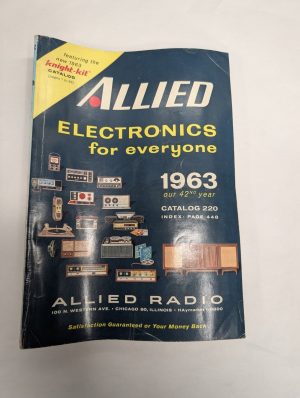 featuring the
new 1963
knight-kit®
CATALOG
ALLIED
ELECTRONICS
for everyone
1963
our 42ND year
CATALOG 220
INDEX: PAGE 448
ALLIED RADIO
100 N. WESTERN AVE. • CHICAGO 80, ILLINOIS • HAymarket
Satisfaction Guaranteed or Your Money Back